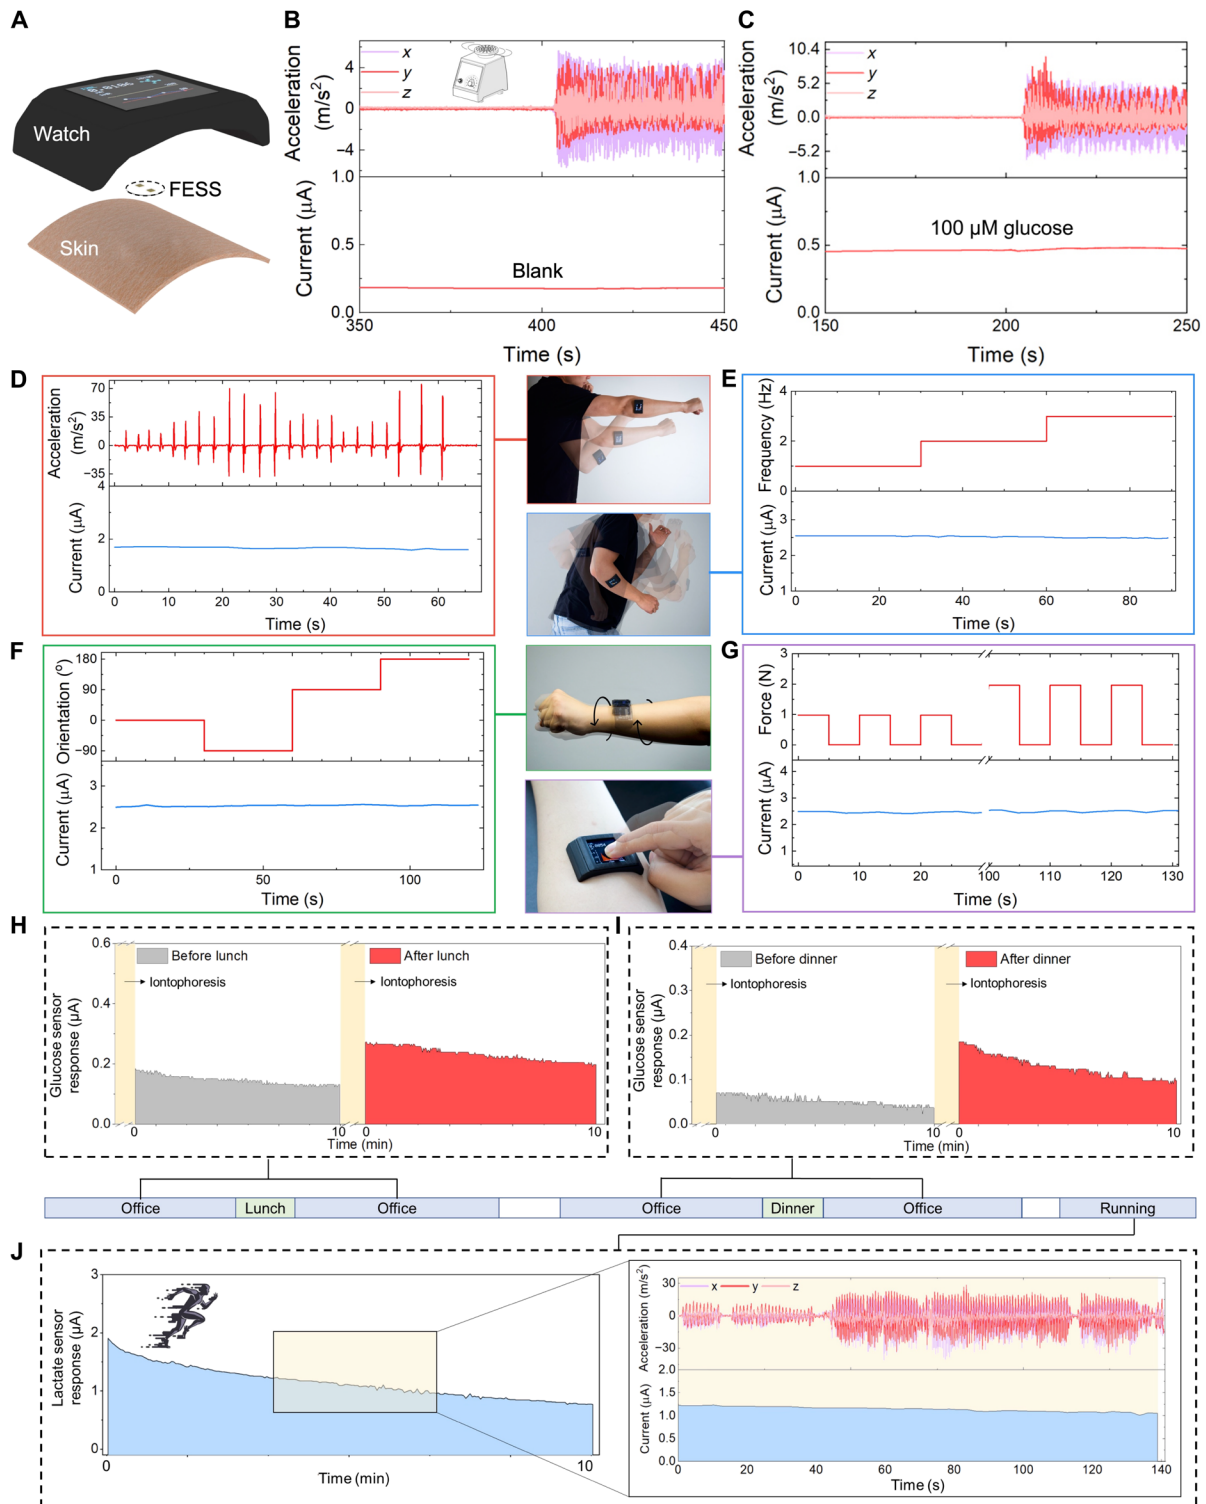 A
Watch
FESS
Skin
B
Acceleration
(m/s²)
4
0
−4
x
y
z
Current (µA)
1.0
0.5
0.0
Blank
350
400
450
Time (s)
C
Acceleration
(m/s²)
10.4
5.2
0.0
−5.2
x
y
z
Current (µA)
1.0
0.5
0.0
100 µM glucose
150
200
250
Time (s)
D
Acceleration
(m/s²)
70
35
0
−35
Current (µA)
4
2
0
0 10 20 30 40 50 60
Time (s)
E
Frequency (Hz)
4
2
0
Current (µA)
3
2
1
0 20 40 60 80
Time (s)
F
Orientation (°)
180
90
0
−90
Current (µA)
3
2
1
0 50 100
Time (s)
G
Force (N)
3
2
1
0
Current (µA)
4
3
2
1
0 10 20 100 110 120 130
Time (s)
H
Glucose sensor
response (µA)
0.6
0.4
0.2
0.0
Before lunch
After lunch
Iontophoresis
Iontophoresis
0 10 0 10
Time (min)
I
Glucose sensor
response (µA)
0.4
0.3
0.2
0.1
0.0
Before dinner
After dinner
Iontophoresis
Iontophoresis
0 10 0 10
Time (min)
Office Lunch Office Office Dinner Office Running
J
Lactate sensor
response (µA)
3
2
1
0
0 10
Time (min)
Acceleration (m/s²)
30
0
−30
x y z
Current (µA)
2.0
1.5
1.0
0.5
0.0
0 20 40 60 80 100 120 140
Time (s)